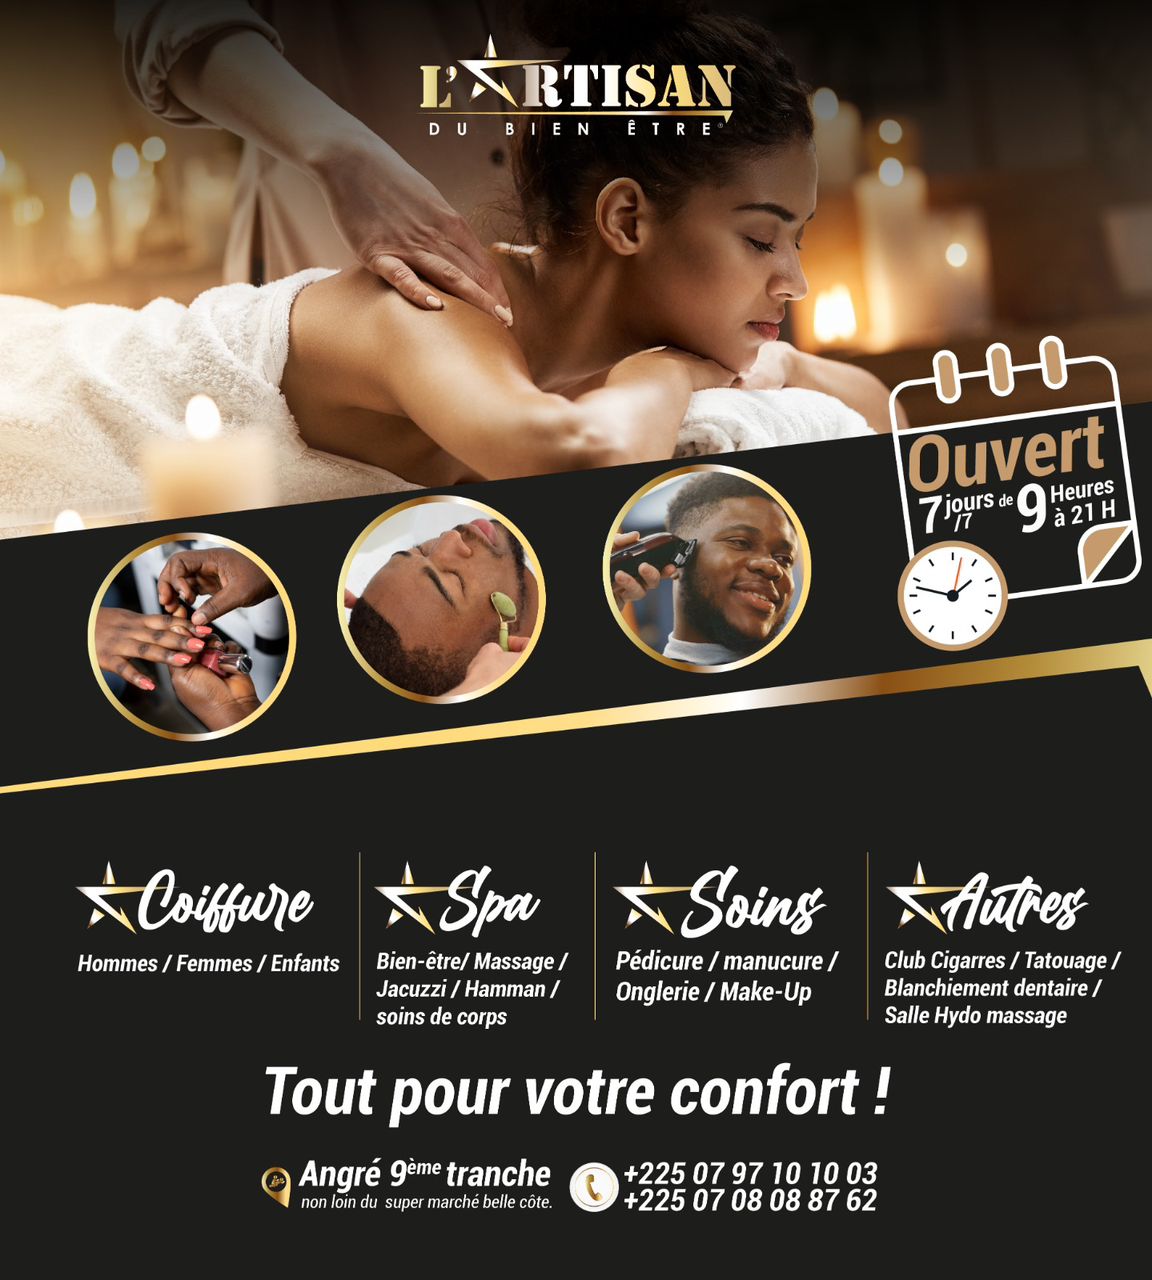 L'ARTISAN
DU BIEN ÊTRE®
Ouvert
7 jours /7 de 9 Heures à 21 H
Coiffure
Hommes / Femmes / Enfants
Spa
Bien-être/ Massage /
Jacuzzi / Hamman /
soins de corps
Soins
Pédicure / manucure /
Onglerie / Make-Up
Autres
Club Cigarres / Tatouage /
Blanchiement dentaire /
Salle Hydo massage
Tout pour votre confort !
Angré 9ème tranche
non loin du super marché belle côte.
+225 07 97 10 10 03
+225 07 08 08 87 62